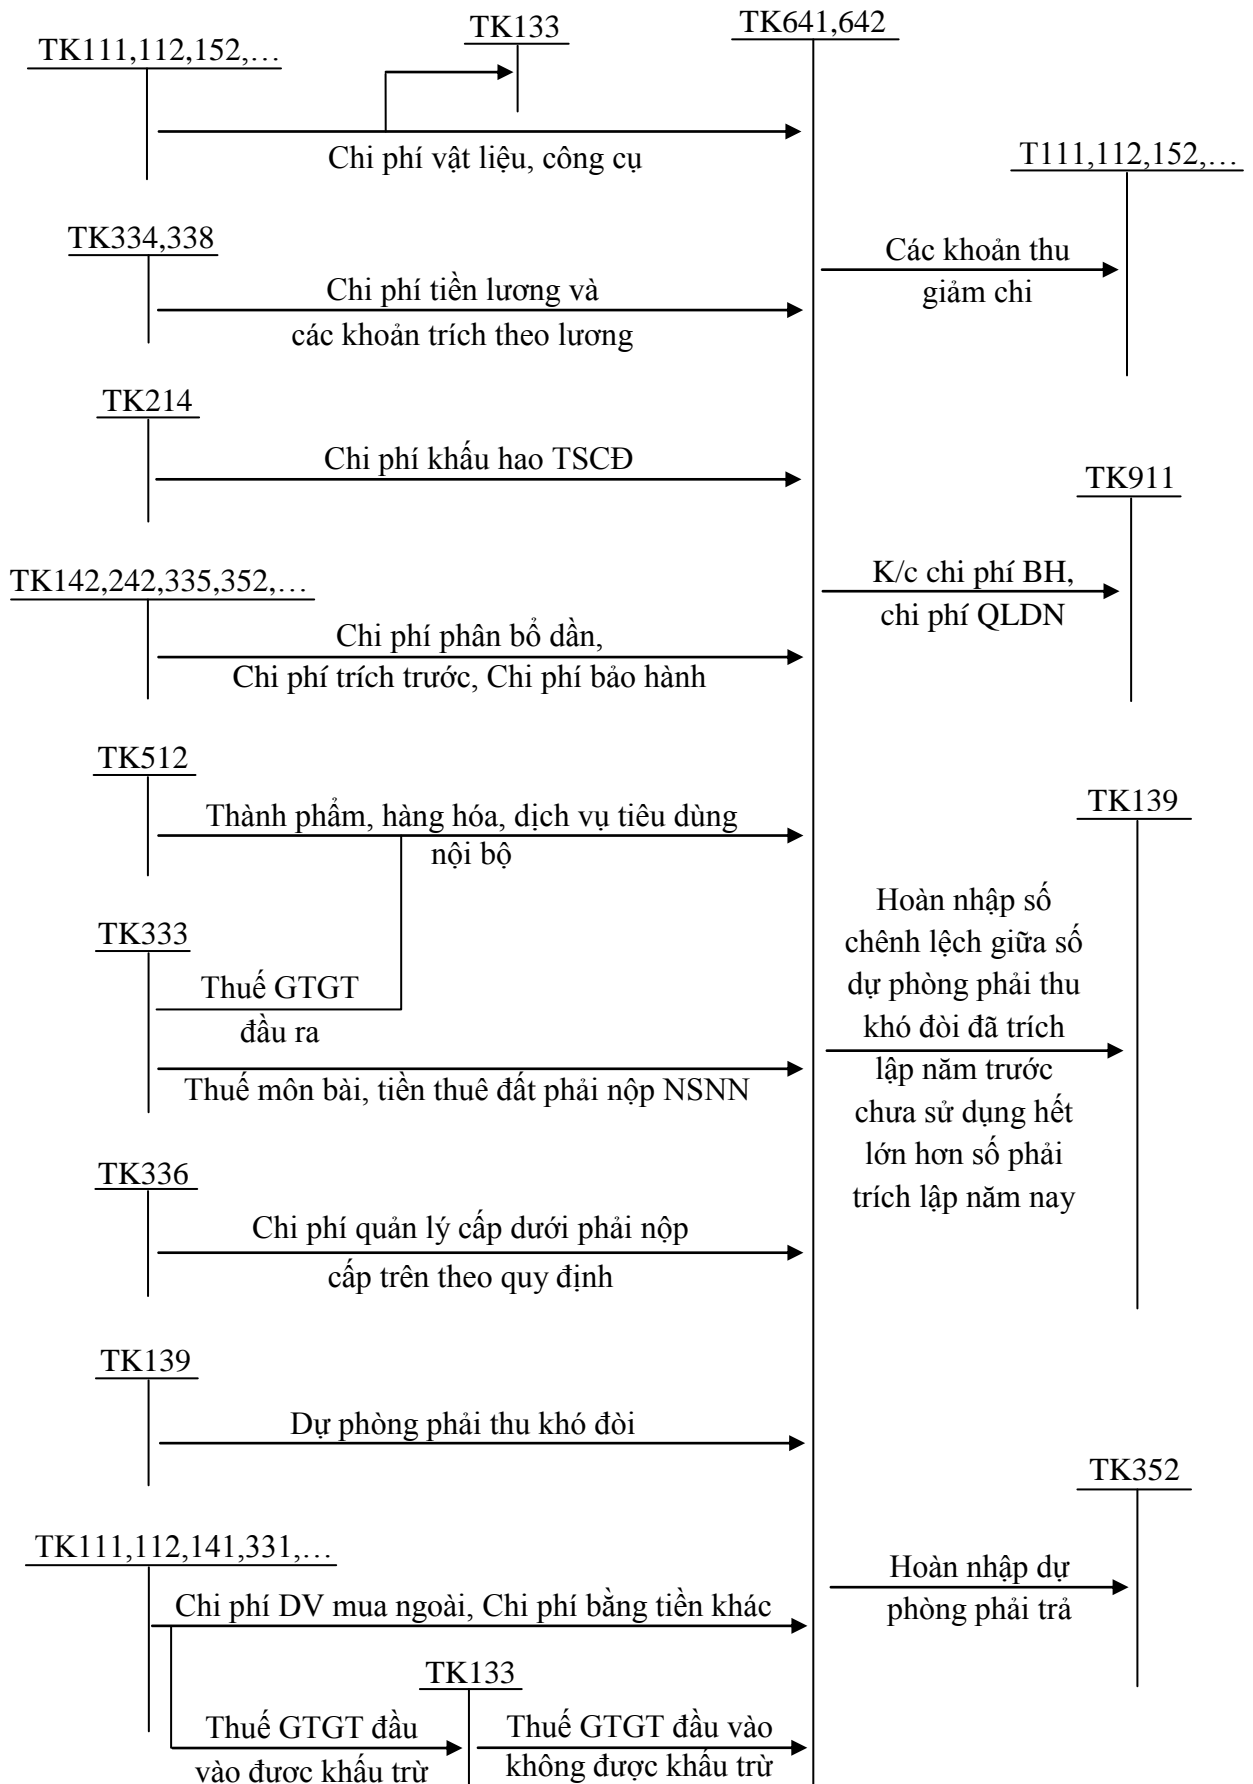 TK133
TK641,642
TK111,112,152,…
Chi phí vật liệu, công cụ
T111,112,152,…
TK334,338
Các khoản thu
giảm chi
Chi phí tiền lương và
các khoản trích theo lương
TK214
Chi phí khấu hao TSCĐ
TK911
TK142,242,335,352,…
K/c chi phí BH,
chi phí QLDN
Chi phí phân bổ dần,
Chi phí trích trước, Chi phí bảo hành
TK512
Thành phẩm, hàng hóa, dịch vụ tiêu dùng
nội bộ
TK139
TK333
Thuế GTGT
đầu ra
Thuế môn bài, tiền thuê đất phải nộp NSNN
Hoàn nhập số
chênh lệch giữa số
dự phòng phải thu
khó đòi đã trích
lập năm trước
chưa sử dụng hết
lớn hơn số phải
trích lập năm nay
TK336
Chi phí quản lý cấp dưới phải nộp
cấp trên theo quy định
TK139
Dự phòng phải thu khó đòi
TK352
TK111,112,141,331,…
Hoàn nhập dự
phòng phải trả
Chi phí DV mua ngoài, Chi phí bằng tiền khác
TK133
Thuế GTGT đầu
vào được khấu trừ
Thuế GTGT đầu vào
không được khấu trừ